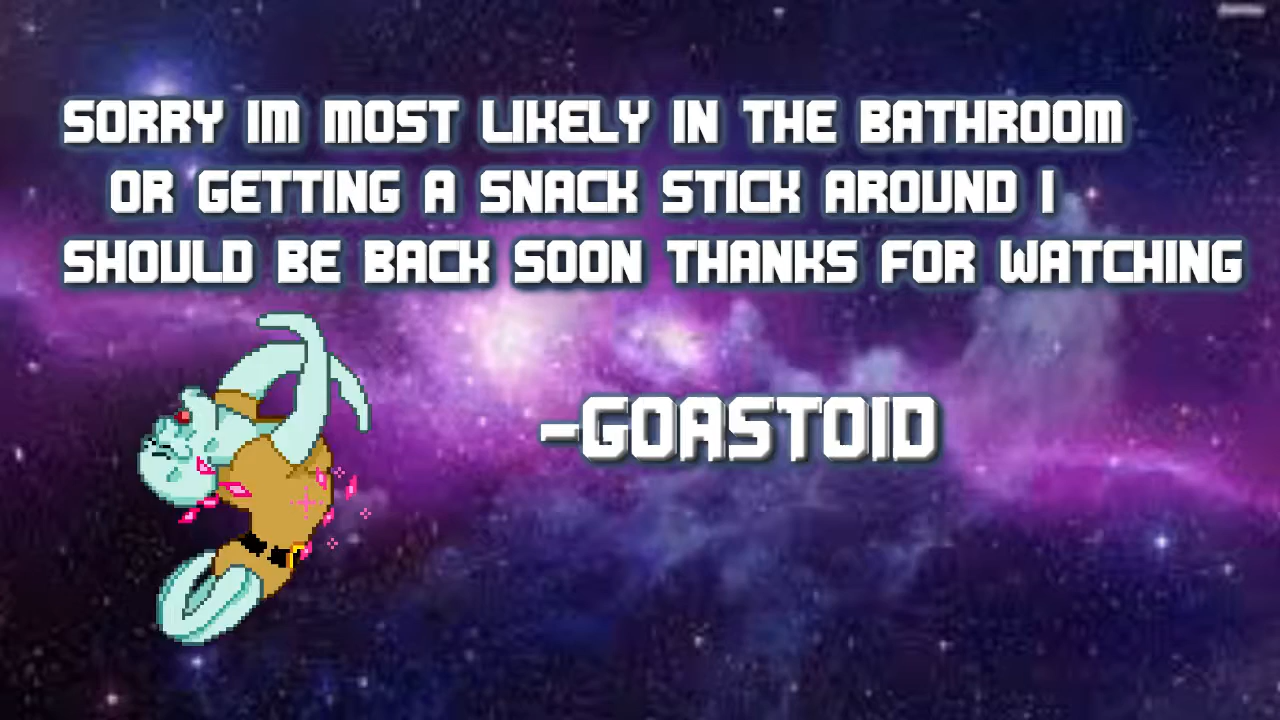 SORRY IM MOST LIKELY IN THE BATHROOM
OR GETTING A SNACK STICK AROUND I
SHOULD BE BACK SOON THANKS FOR WATCHING
-GOASTOID